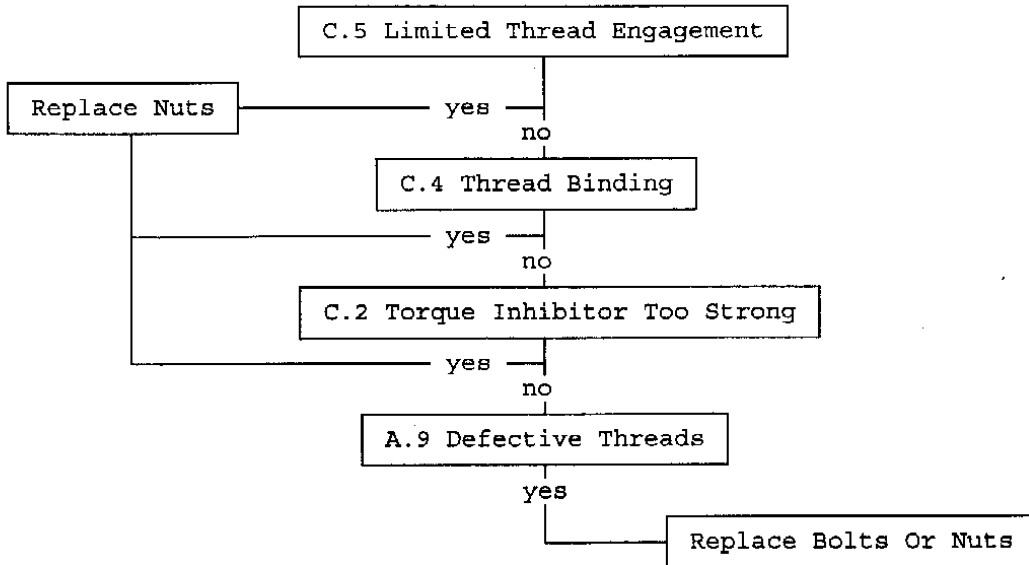 C.5 Limited Thread Engagement
Replace Nuts
yes
no
C.4 Thread Binding
yes
no
C.2 Torque Inhibitor Too Strong
yes
no
A.9 Defective Threads
yes
Replace Bolts Or Nuts